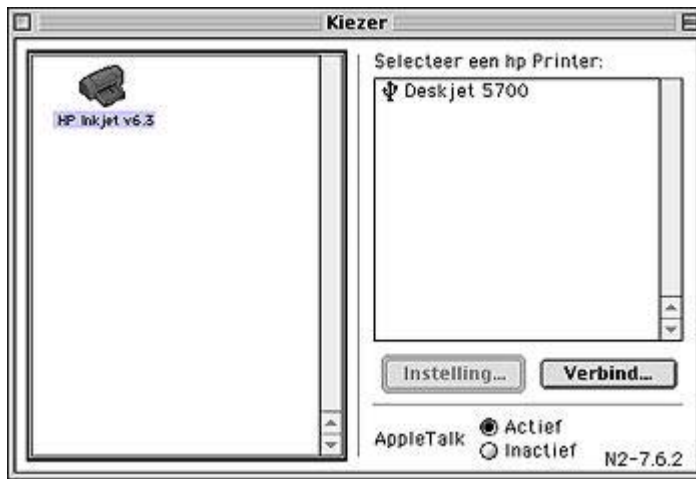 Kiezer
HP Inkjet v6.3
Selecteer een hp Printer:
Deskjet 5700
Instelling...
Verbind...
AppleTalk
Actief
Inactief
N2-7.6.2